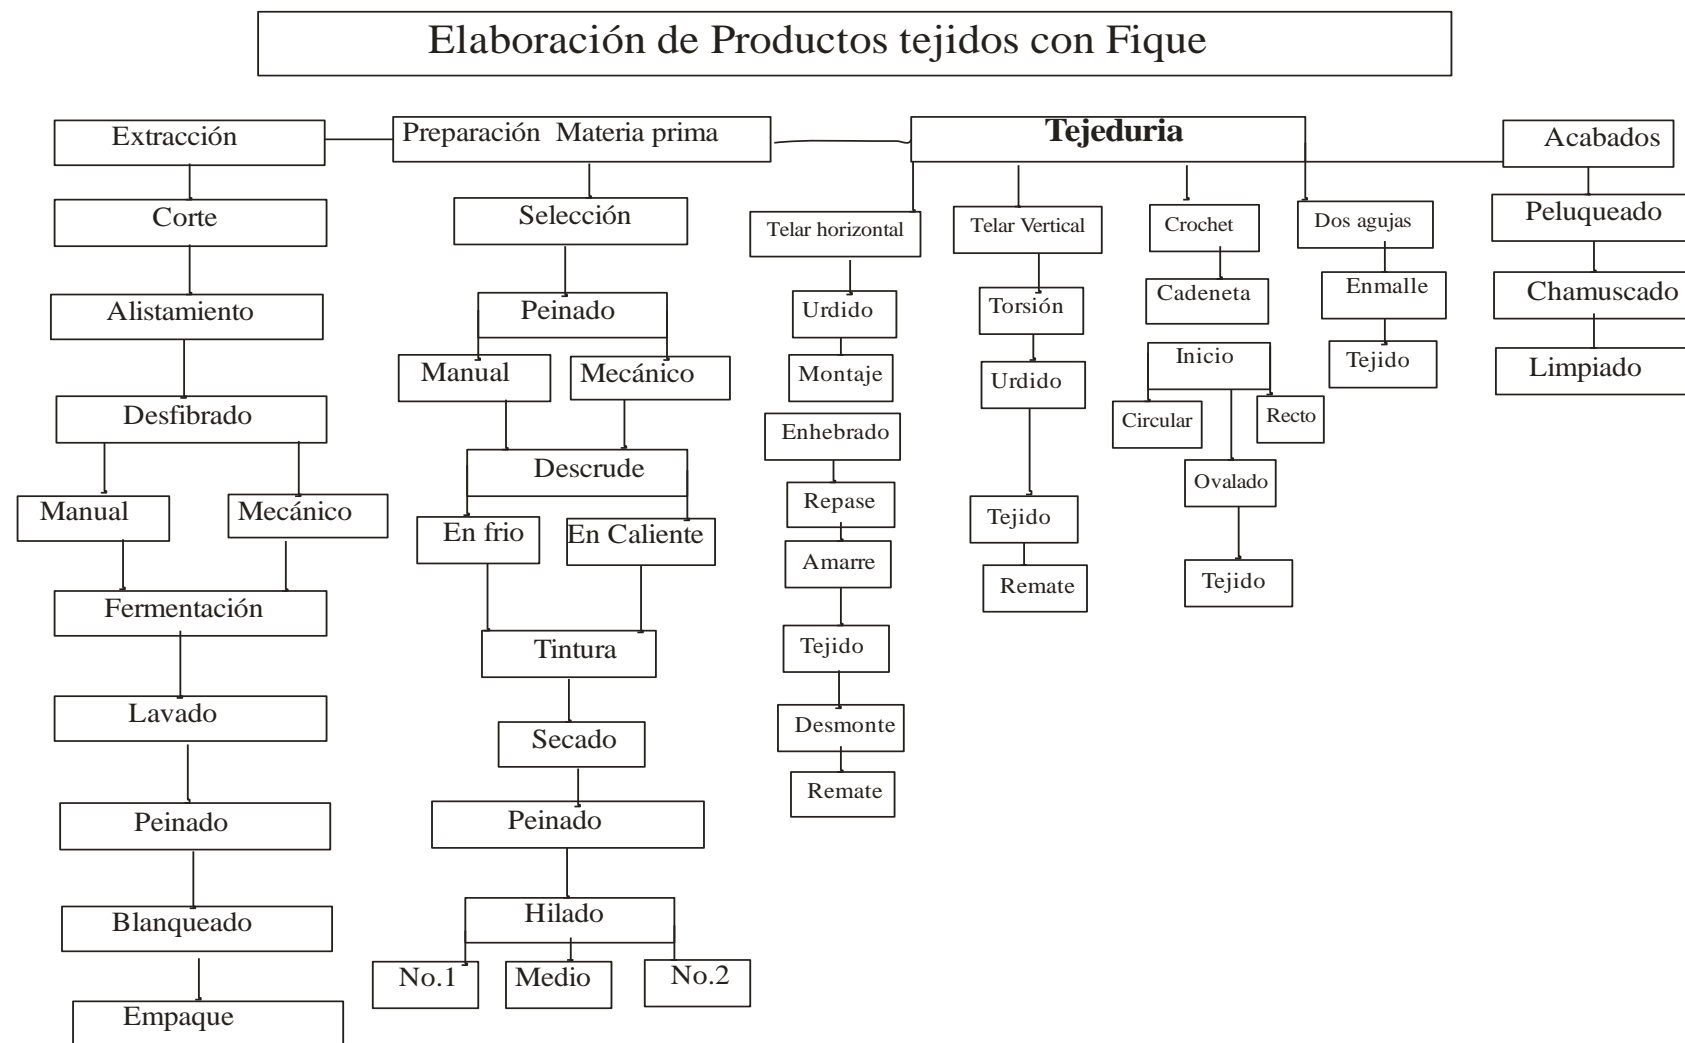 Elaboración de Productos tejidos con Fique
Extracción
Corte
Alistamiento
Desfibrado
Manual
Mecánico
Fermentación
Lavado
Peinado
Blanqueado
Empaque
Preparación Materia prima
Selección
Peinado
Manual
Mecánico
Descrude
En frio
En Caliente
Tintura
Secado
Peinado
Hilado
No.1
Medio
No.2
Tejeduria
Telar horizontal
Urdido
Montaje
Enhebrado
Repase
Amarre
Tejido
Desmonte
Remate
Telar Vertical
Torsión
Urdido
Tejido
Remate
Crochet
Cadeneta
Inicio
Circular
Recto
Ovalado
Tejido
Dos agujas
Enmalle
Tejido
Acabados
Peluqueado
Chamuscado
Limpiado